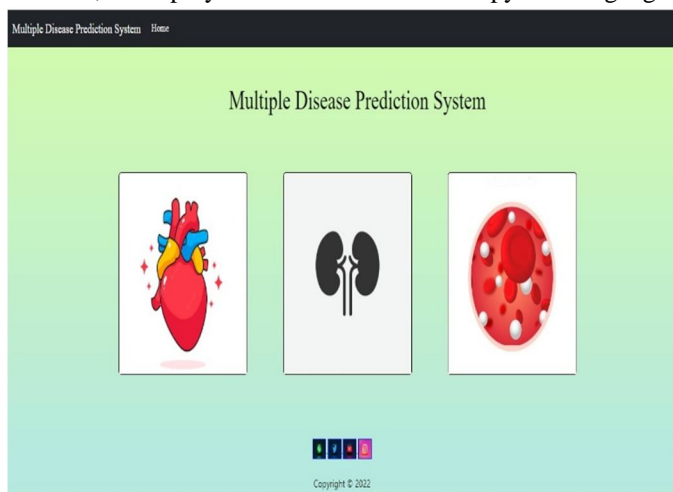 Multiple Disease Prediction System Home
Multiple Disease Prediction System
Copyright © 2022